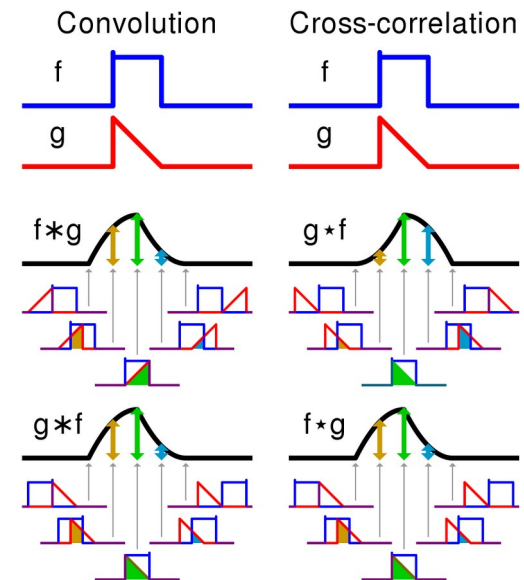 Convolution
Cross-correlation
f
f
g
g
f∗g
g⋆f
g∗f
f⋆g